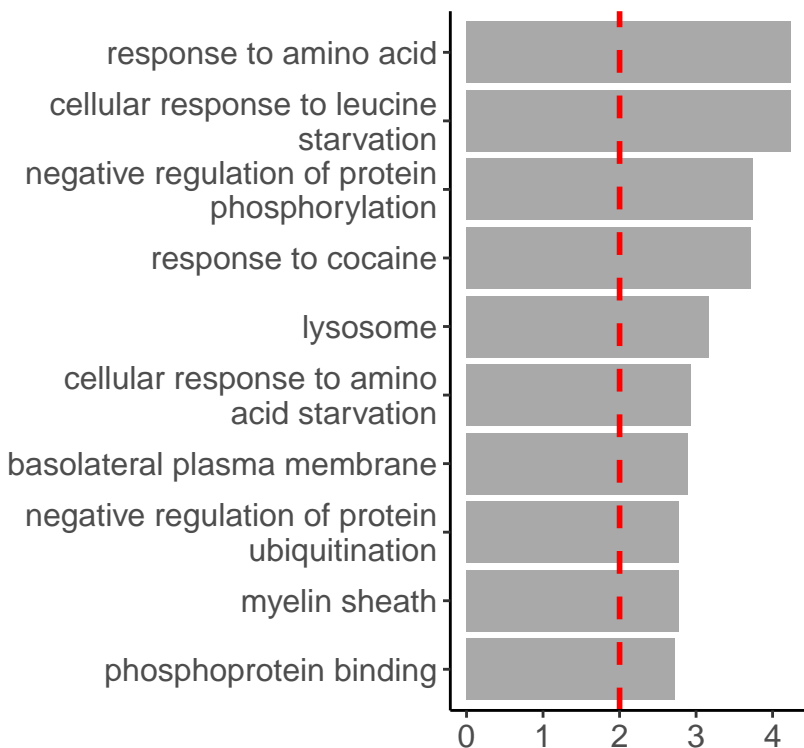 response to amino acid
cellular response to leucine
starvation
negative regulation of protein
phosphorylation
response to cocaine
lysosome
cellular response to amino
acid starvation
basolateral plasma membrane
negative regulation of protein
ubiquitination
myelin sheath
phosphoprotein binding
0 1 2 3 4